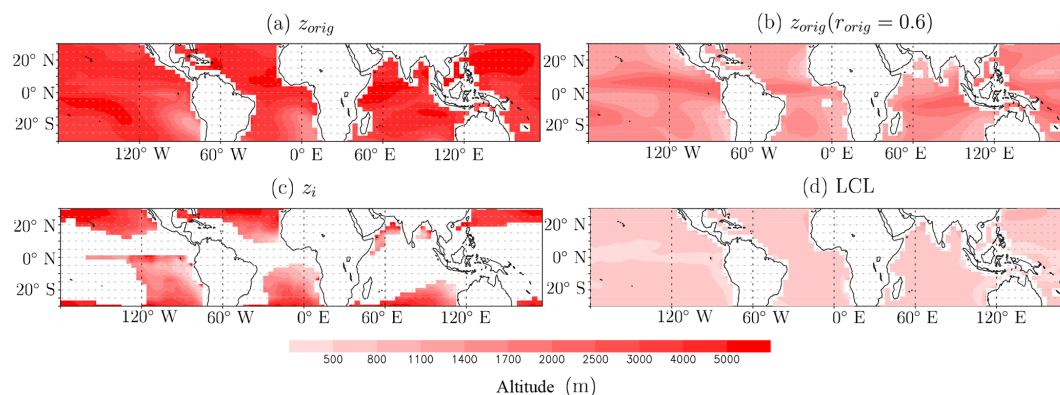 (a) z_orig
(b) z_orig(r_orig = 0.6)
20° N
0° N
20° S
20° N
0° N
20° S
120° W 60° W 0° E 60° E 120° E
120° W 60° W 0° E 60° E 120° E
(c) z_i
(d) LCL
20° N
0° N
20° S
20° N
0° N
20° S
120° W 60° W 0° E 60° E 120° E
120° W 60° W 0° E 60° E 120° E
500 800 1100 1400 1700 2000 2500 3000 4000 5000
Altitude (m)